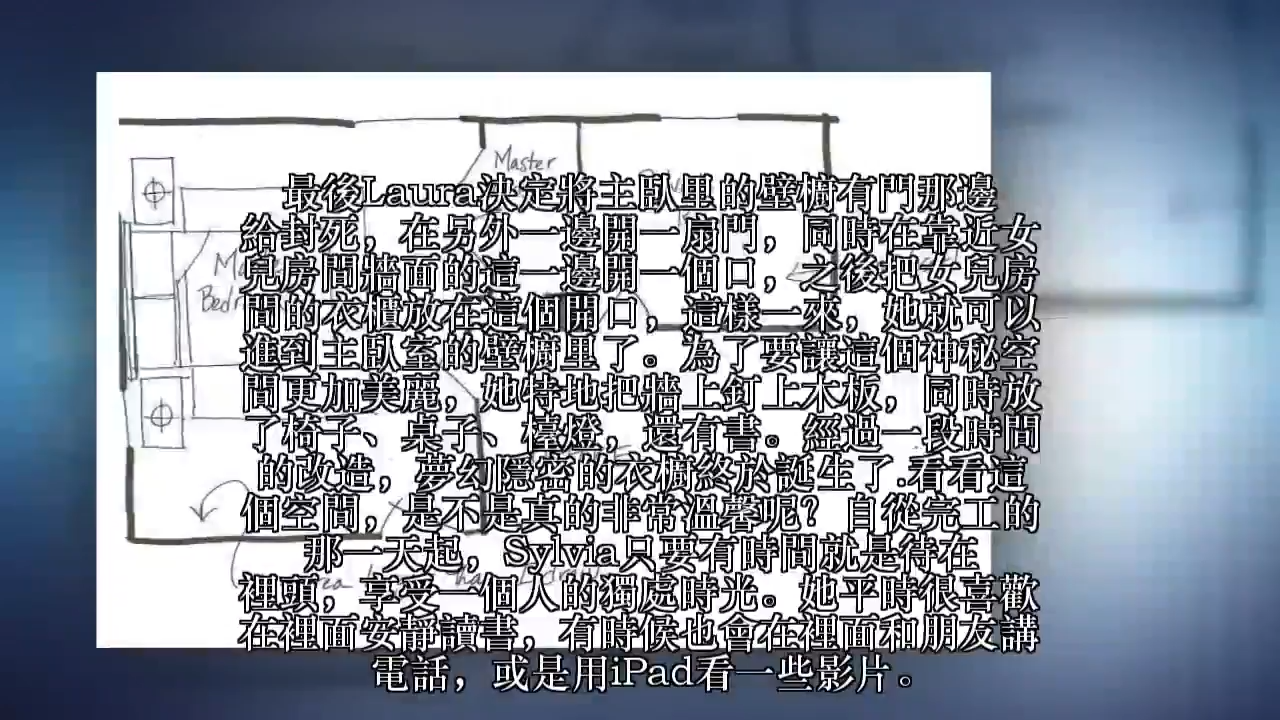 Master
最後Laura決定將主臥里的壁櫥有門那邊
給封死，在另外一邊開一扇門，同時在靠近女
兒房間牆面的這一邊開一個口，之後把女兒房
間的衣櫃放在這個開口，這樣一來，她就可以
進到主臥室的壁櫥里了。為了要讓這個神秘空
間更加美麗，她特地把牆上釘上木板，同時放
了椅子、桌子、檯燈，還有書。經過一段時間
的改造，夢幻隱密的衣櫥終於誕生了.看看這
個空間，是不是真的非常溫馨呢？自從完工的
那一天起，Sylvia只要有時間就是待在
裡頭，享受一個人的獨處時光。她平時很喜歡
在裡面安靜讀書，有時候也會在裡面和朋友講
電話，或是用iPad看一些影片。